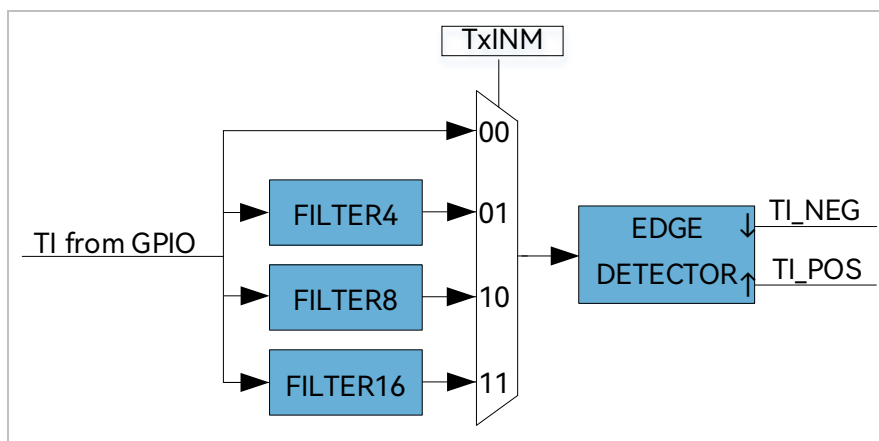 TxINM
00
FILTER4
01
TI from GPIO
EDGE ↓
DETECTOR ↑
TI_NEG
TI_POS
FILTER8
10
FILTER16
11